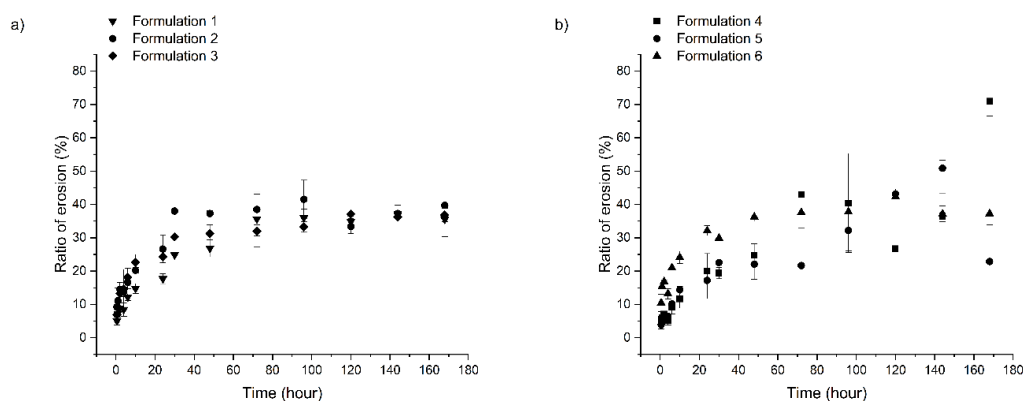 a)
Formulation 1
Formulation 2
Formulation 3
80
70
60
50
40
30
20
10
0
Ratio of erosion (%)
0 20 40 60 80 100 120 140 160 180
Time (hour)
b)
Formulation 4
Formulation 5
Formulation 6
80
70
60
50
40
30
20
10
0
Ratio of erosion (%)
0 20 40 60 80 100 120 140 160 180
Time (hour)